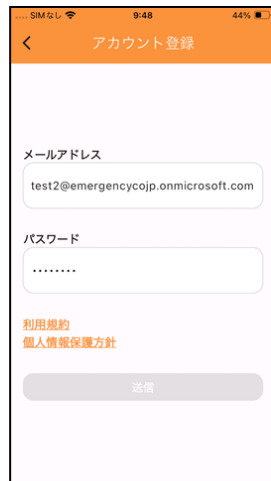 .... SIMなし 9:48 44%
アカウント登録
メールアドレス
test2@emergencycojp.onmicrosoft.com
パスワード
••••••••
利用規約
個人情報保護方針
送信